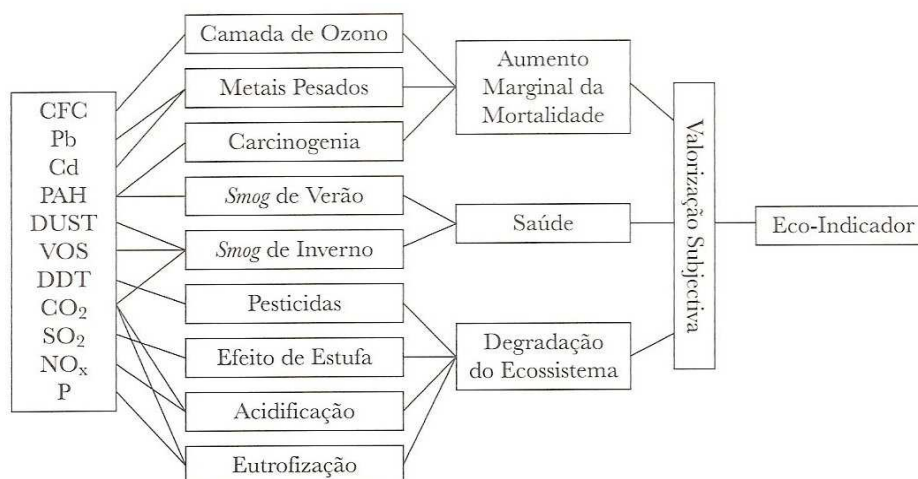 CFC
Pb
Cd
PAH
DUST
VOS
DDT
CO₂
SO₂
NOₓ
P
Camada de Ozono
Metais Pesados
Carcinogenia
Smog de Verão
Smog de Inverno
Pesticidas
Efeito de Estufa
Acidificação
Eutrofização
Aumento
Marginal da
Mortalidade
Saúde
Degradação
do Ecossistema
Valorização Subjectiva
Eco-Indicador